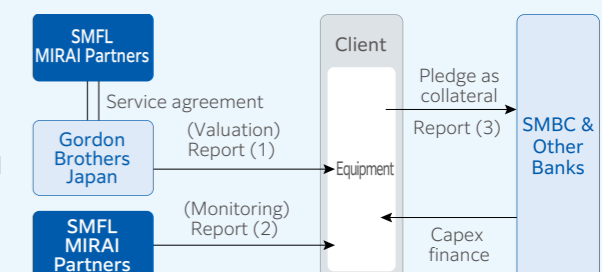 SMFL
MIRAI Partners
Service agreement
Gordon
Brothers
Japan
(Valuation)
Report (1)
SMFL
MIRAI
Partners
(Monitoring)
Report (2)
Client
Equipment
Pledge as
collateral
Report (3)
Capex
finance
SMBC &
Other
Banks